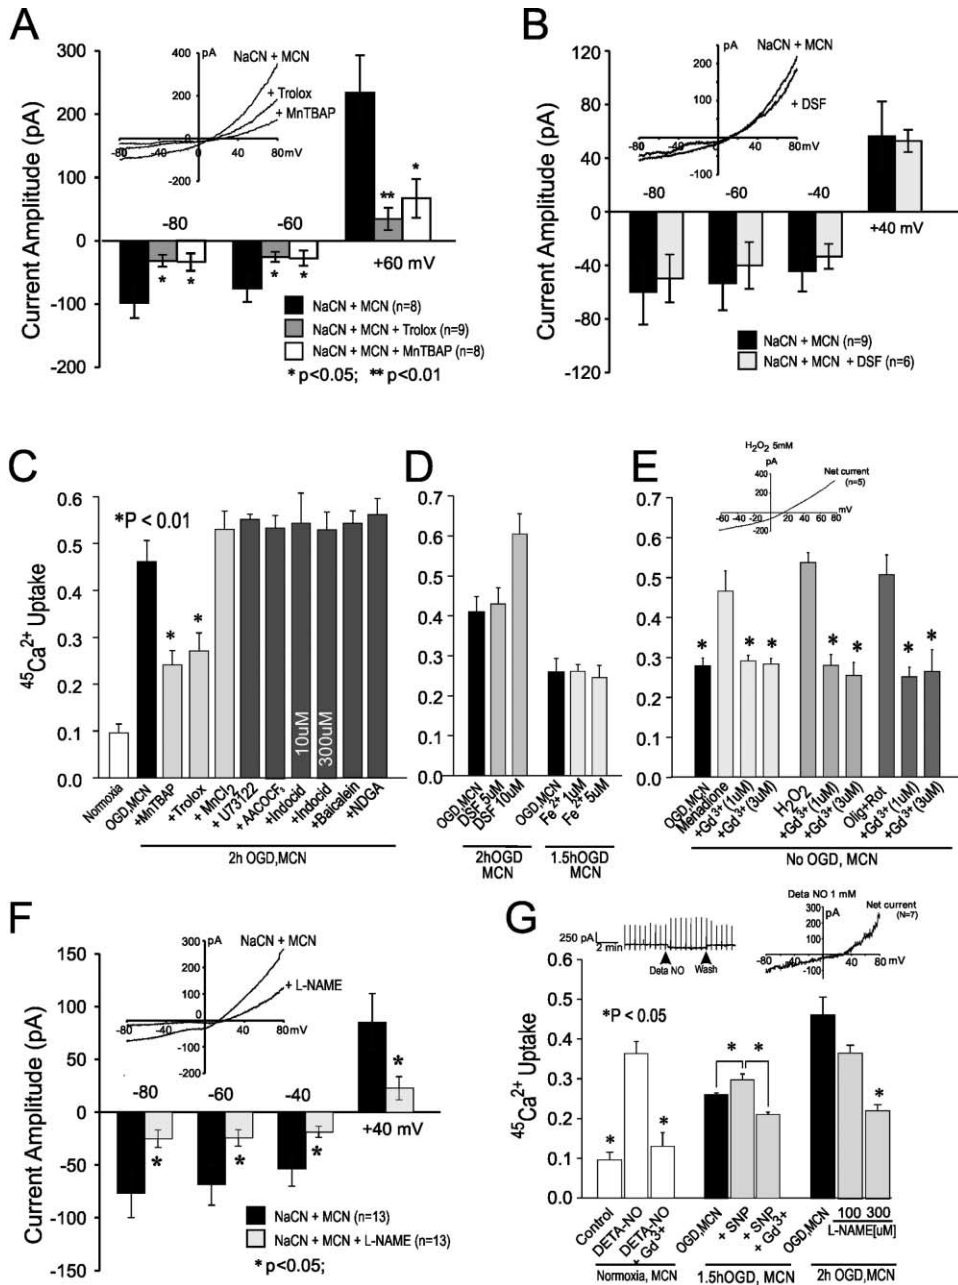 A
Current Amplitude (pA)
300
200
100
0
-100
-200
400
pA
200
0
-200
-80
-40
0
40
80
mV
NaCN + MCN
+ Trolox
+ MnTBAP
-80
-60
+60 mV
*
*
*
*
**
*
NaCN + MCN (n=8)
NaCN + MCN + Trolox (n=9)
NaCN + MCN + MnTBAP (n=8)
* p<0.05; ** p<0.01
B
Current Amplitude (pA)
120
80
40
0
-40
-80
-120
pA
200
100
-100
-80
-40
0
40
80
mV
NaCN + MCN
+ DSF
-80
-60
-40
+40 mV
NaCN + MCN (n=9)
NaCN + MCN + DSF (n=6)
C
45Ca2+ Uptake
0.6
0.5
0.4
0.3
0.2
0.1
0.0
*P < 0.01
*
*
10uM
300uM
Normoxia
OGD,MCN
+MnTBAP
+Trolox
+ MnCl2
+ U73122
+ AACOCF3
+Indocid
+Indocid
+Baicalein
+NDGA
2h OGD,MCN
D
0.7
0.6
0.5
0.4
0.3
0.2
0.1
0.0
OGD,MCN
DSF 5uM
DSF 10uM
OGD,MCN
Fe2+ 1µM
Fe2+ 5uM
2hOGD
MCN
1.5hOGD
MCN
E
H2O2 5mM
pA
400
200
0
-200
-60 -40 -20
20 40 60 80
mV
Net current
(n=5)
0.7
0.6
0.5
0.4
0.3
0.2
0.1
0.0
*
*
*
*
*
*
*
OGD,MCN
Menadione
+Gd3+(1uM)
+Gd3+(3uM)
H2O2
+Gd3+(1uM)
+Gd3+(3uM)
Olig+Rot
+Gd3+(1uM)
+Gd3+(3uM)
No OGD, MCN
F
Current Amplitude (pA)
150
100
50
0
-50
-100
-150
300
pA
200
100
0
-100
-200
-80
-40
0
40
80
mV
NaCN + MCN
+ L-NAME
-80
-60
-40
+40 mV
*
*
*
*
NaCN + MCN (n=13)
NaCN + MCN + L-NAME (n=13)
* p<0.05;
G
250 pA
2 min
Deta NO
Wash
Deta NO 1 mM
300
pA
200
100
0
-100
-80
-40
40
80
mV
Net current
(N=7)
45Ca2+ Uptake
0.6
0.5
0.4
0.3
0.2
0.1
0.0
*P < 0.05
*
*
*
*
*
Control
DETA-NO
DETA-NO
+ Gd3+
OGD,MCN
+ SNP
+ SNP
+ Gd3+
OGD,MCN
100 300
L-NAME[uM]
Normoxia, MCN
1.5hOGD, MCN
2h OGD,MCN